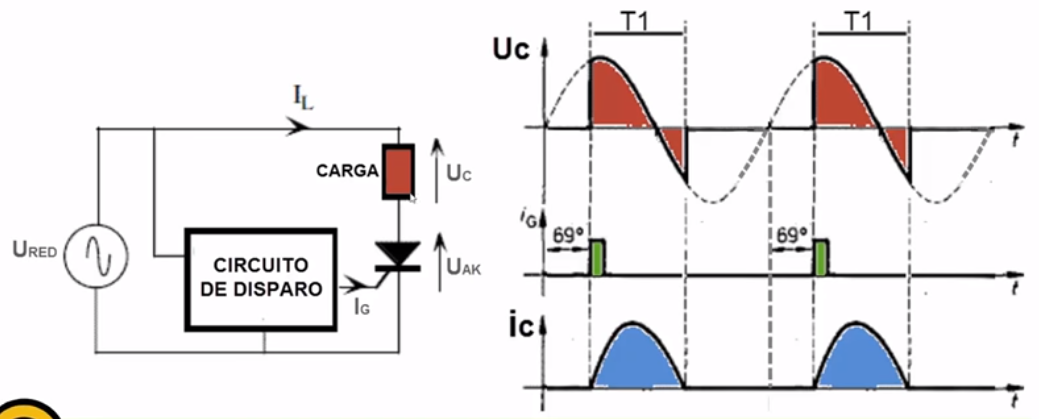 IL
CARGA
UC
URED
CIRCUITO
DE DISPARO
IG
UAK
T1 T1
Uc
t
iG
69° 69°
t
ic
t